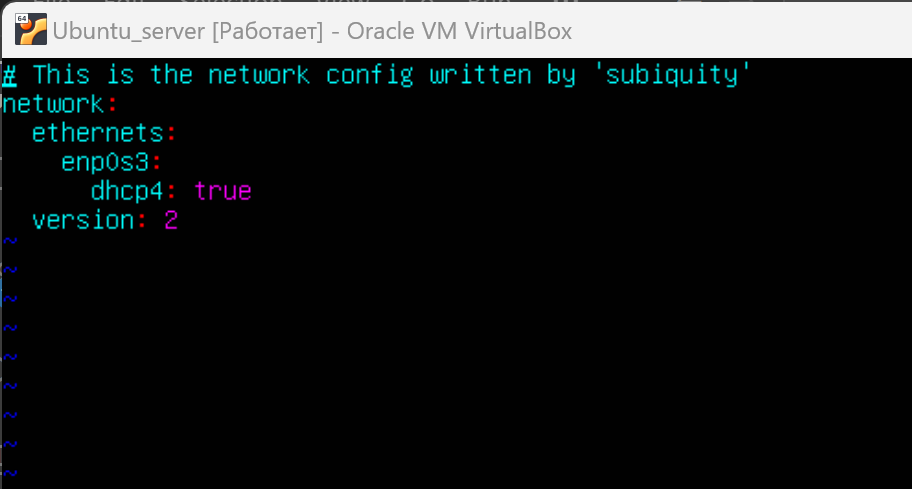 64
Ubuntu_server [Работает] - Oracle VM VirtualBox
# This is the network config written by 'subiquity'
network:
  ethernets:
    enp0s3:
      dhcp4: true
  version: 2
~
~
~
~
~
~
~
~
~